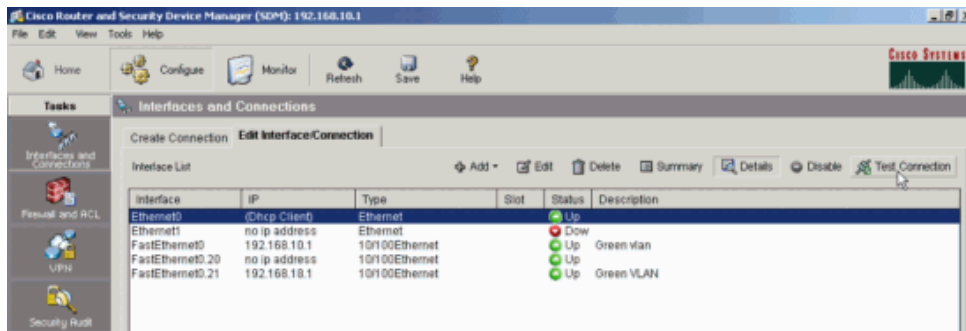 Cisco Router and Security Device Manager (SDM): 192.168.10.1
File Edit View Tools Help
Home Configure Monitor Refresh Save Help
CISCO SYSTEMS
Tasks
Interfaces and Connections
Create Connection Edit Interface/Connection
Interfaces and Connections
Interface List Add Edit Delete Summary Details Disable Test Connection
Interface IP Type Slot Status Description
Ethernet0 (Dhcp Client) Ethernet Up
Ethernet1 no ip address Ethernet Dow
FastEthernet0 192.168.10.1 10/100Ethernet Up Green vlan
FastEthernet0.20 no ip address 10/100Ethernet Up
FastEthernet0.21 192.168.18.1 10/100Ethernet Up Green VLAN
Firewall and ACL
VPN
Security Audit